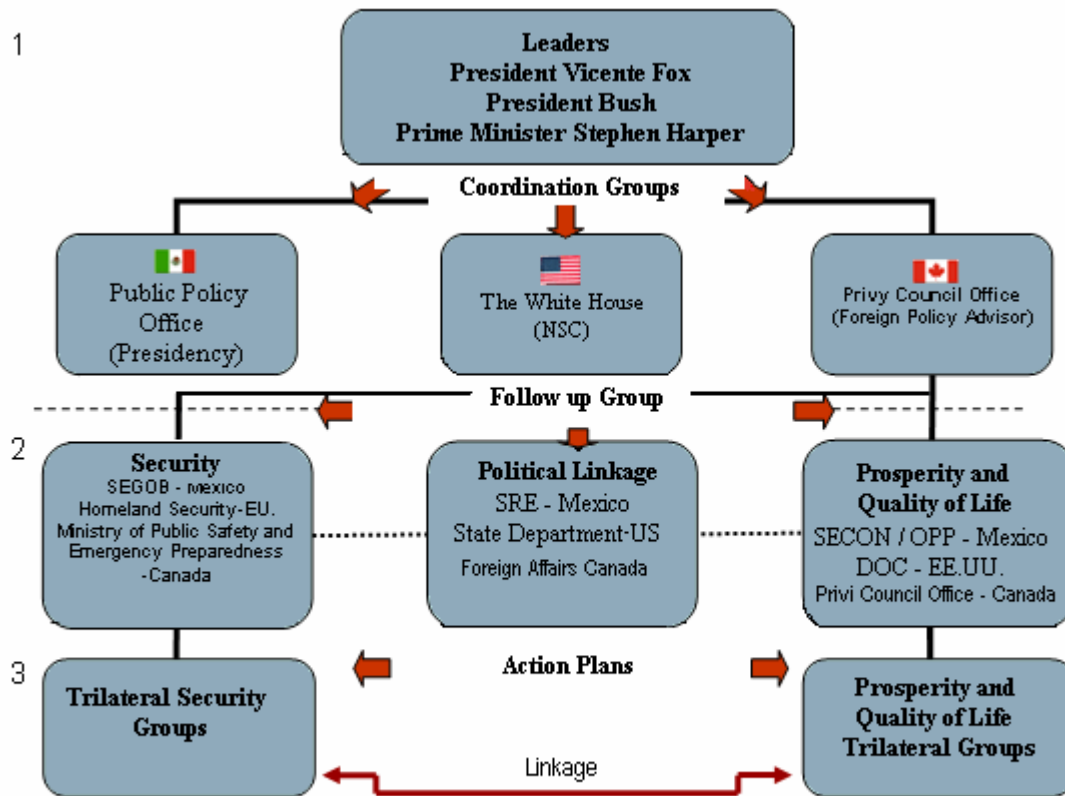 1
Leaders
President Vicente Fox
President Bush
Prime Minister Stephen Harper
Coordination Groups
Public Policy
Office
(Presidency)
The White House
(NSC)
Privy Council Office
(Foreign Policy Advisor)
Follow up Group
2
Security
SEGOB - Mexico
Homeland Security-EU.
Ministry of Public Safety and
Emergency Preparedness
-Canada
Political Linkage
SRE - Mexico
State Department-US
Foreign Affairs Canada
Prosperity and
Quality of Life
SECON / OPP - Mexico
DOC - EE.UU.
Privi Council Office - Canada
3
Action Plans
Trilateral Security
Groups
Prosperity and
Quality of Life
Trilateral Groups
Linkage